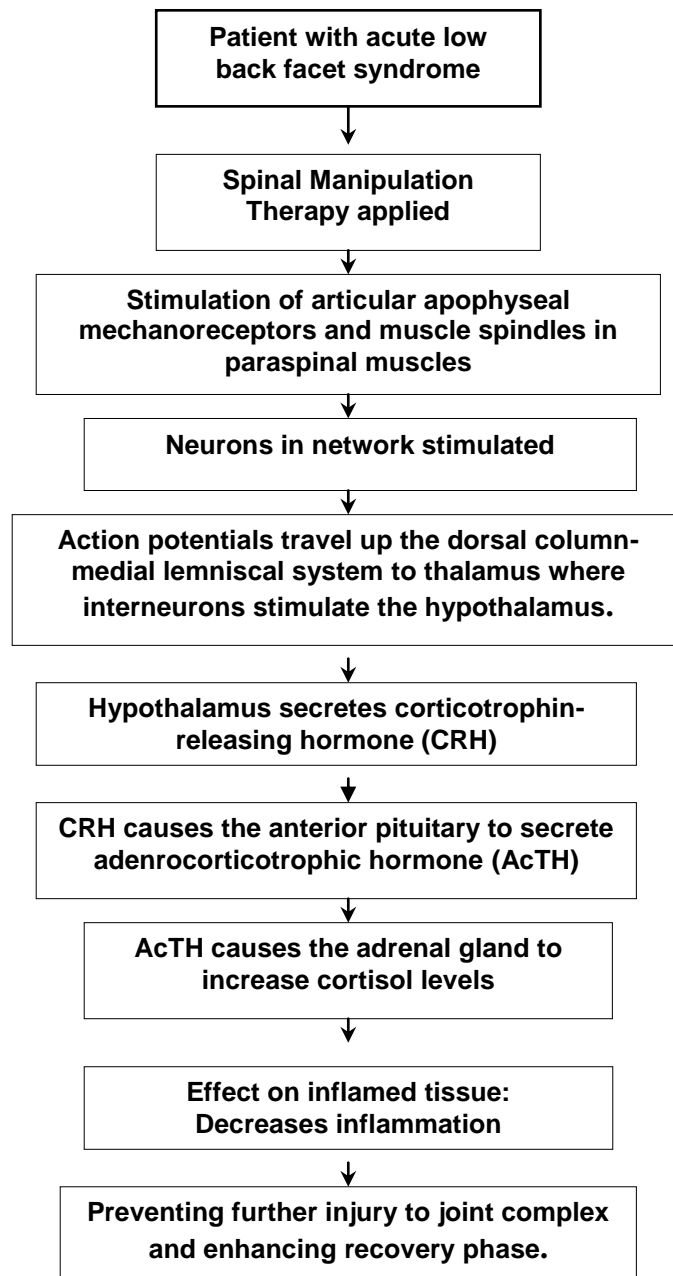 Patient with acute low
back facet syndrome
Spinal Manipulation
Therapy applied
Stimulation of articular apophyseal
mechanoreceptors and muscle spindles in
paraspinal muscles
Neurons in network stimulated
Action potentials travel up the dorsal column-
medial lemniscal system to thalamus where
interneurons stimulate the hypothalamus.
Hypothalamus secretes corticotrophin-
releasing hormone (CRH)
CRH causes the anterior pituitary to secrete
adenrocorticotrophic hormone (AcTH)
AcTH causes the adrenal gland to
increase cortisol levels
Effect on inflamed tissue:
Decreases inflammation
Preventing further injury to joint complex
and enhancing recovery phase.